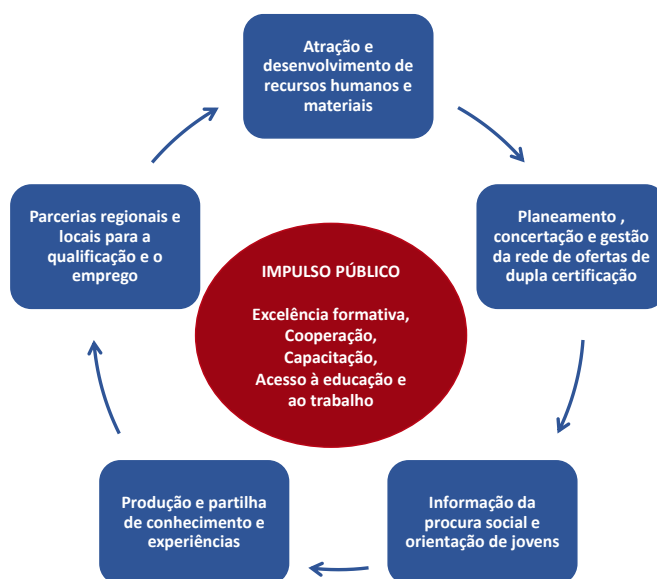 Atração e
desenvolvimento de
recursos humanos e
materiais
Planeamento ,
concertação e gestão
da rede de ofertas de
dupla certificação
Informação da
procura social e
orientação de jovens
Produção e partilha
de conhecimento e
experiências
Parcerias regionais e
locais para a
qualificação e o
emprego
IMPULSO PÚBLICO
Excelência formativa,
Cooperação,
Capacitação,
Acesso à educação e
ao trabalho